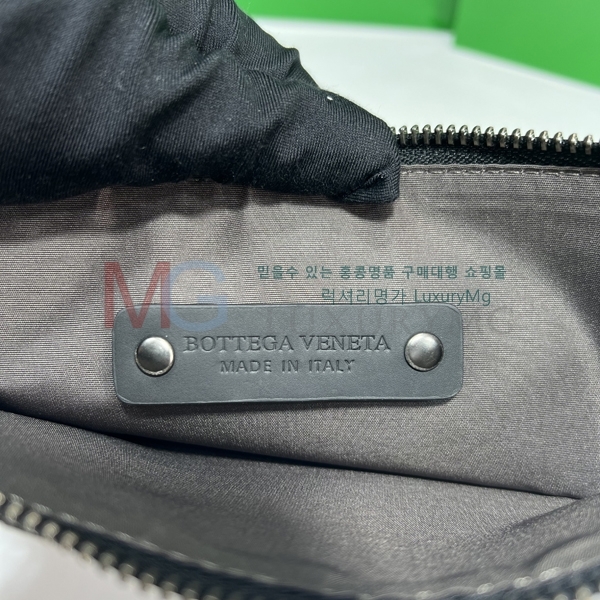 믿을수 있는 홍콩명품 구매대행 쇼핑몰
MG
럭셔리명가 LuxuryMg
BOTTEGA VENETA
MADE IN ITALY